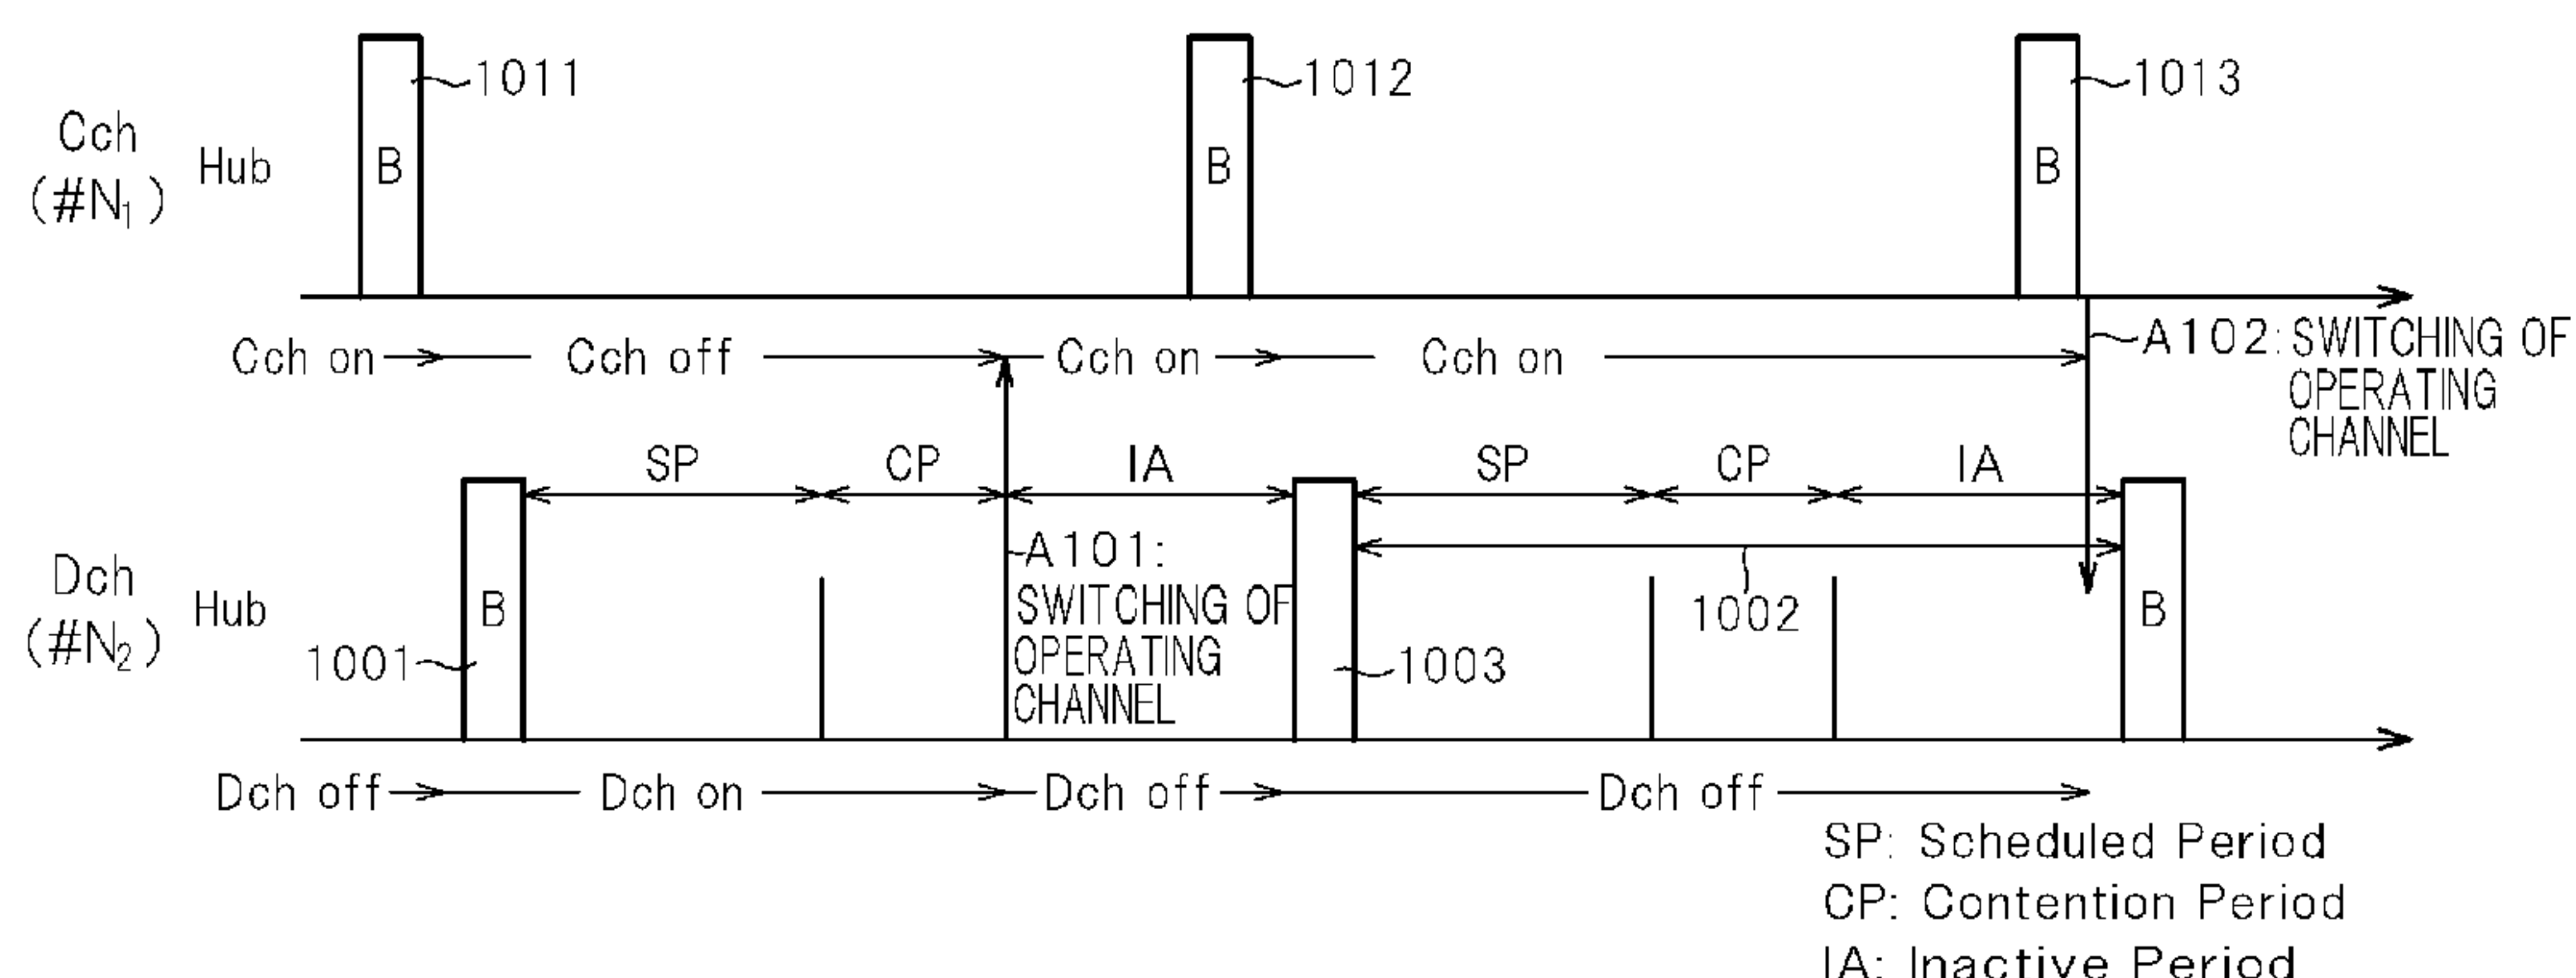 1011
1012
1013
Cch
(#N1)
Hub
B
B
B
Cch on
Cch off
Cch on
Cch on
A102: SWITCHING OF
OPERATING
CHANNEL
SP
CP
IA
SP
CP
IA
Dch
(#N2)
Hub
1001
B
A101:
SWITCHING OF
OPERATING
CHANNEL
1003
1002
B
Dch off
Dch on
Dch off
Dch off
SP: Scheduled Period
CP: Contention Period
IA: Inactive Period